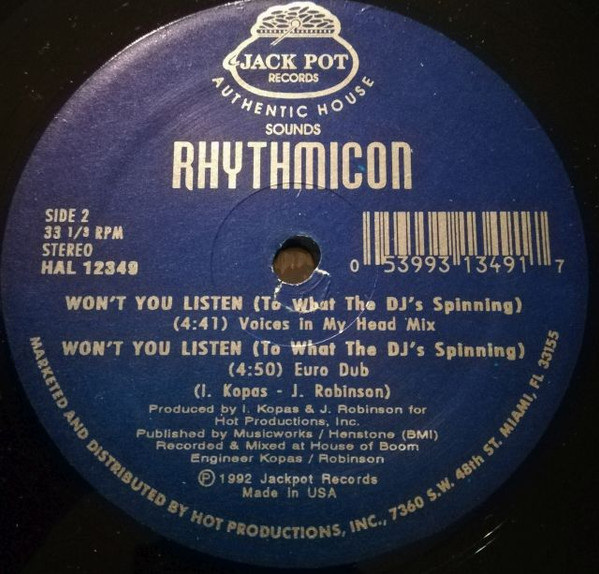 JACK POT
RECORDS
AUTHENTIC HOUSE
SOUNDS
RHYTHMICON
SIDE 2
33 1/3 RPM
STEREO
HAL 12349
0 53993 13491 7
WON'T YOU LISTEN (To What The DJ's Spinning)
(4:41) Voices in My Head Mix
WON'T YOU LISTEN (To What The DJ's Spinning)
(4:50) Euro Dub
(I. Kopas - J. Robinson)
Produced by I. Kopas & J. Robinson for
Hot Productions, Inc.
Published by Musicworks / Henstone (BMI)
Recorded & Mixed at House of Boom
Engineer Kopas / Robinson
℗ 1992 Jackpot Records
Made In USA
MARKETED AND DISTRIBUTED BY HOT PRODUCTIONS, INC., 7360 S.W. 48th ST. MIAMI, FL 33155